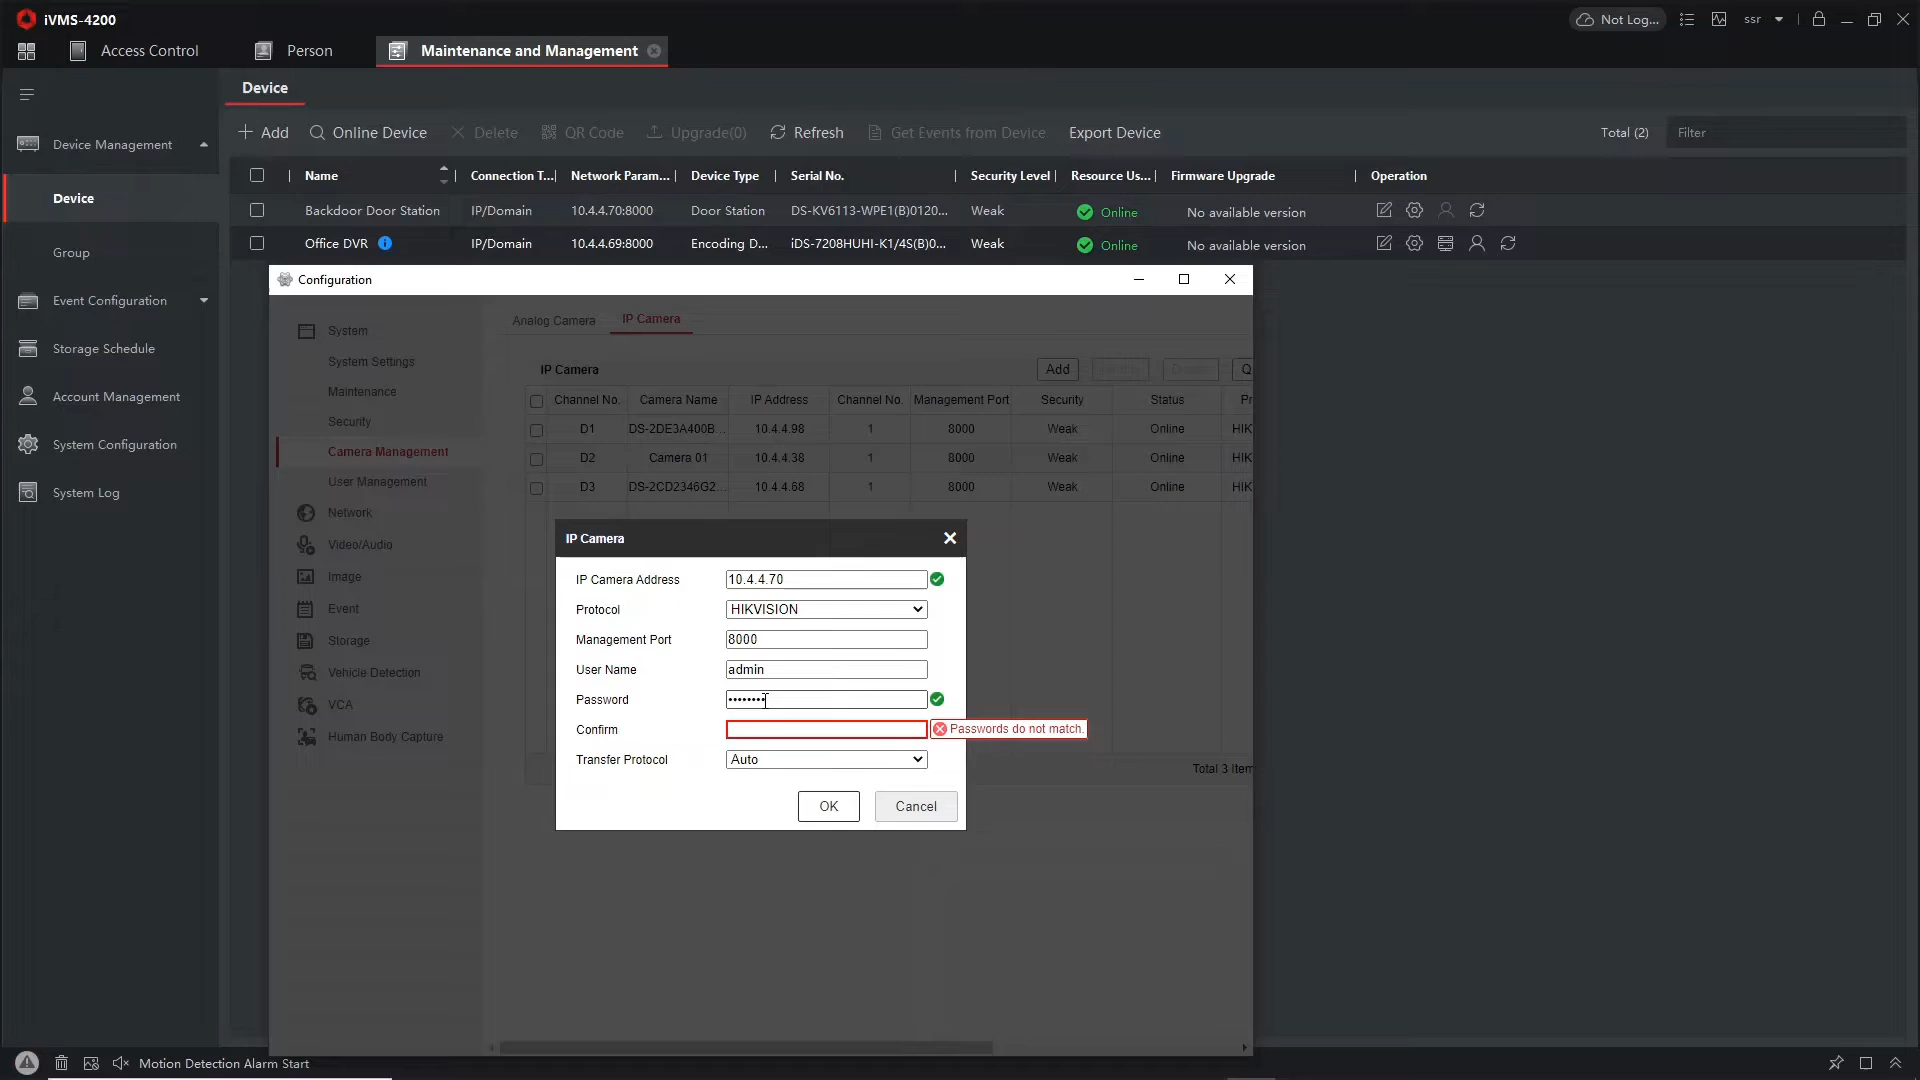 iVMS-4200
Not Log...
ssr
Access Control
Person
Maintenance and Management
Device
Add
Online Device
Delete
QR Code
Upgrade(0)
Refresh
Get Events from Device
Export Device
Total (2)
Filter
Name
Connection T...
Network Param...
Device Type
Serial No.
Security Level
Resource Us...
Firmware Upgrade
Operation
Backdoor Door Station
IP/Domain
10.4.4.70:8000
Door Station
DS-KV6113-WPE1(B)0120...
Weak
Online
No available version
Office DVR
IP/Domain
10.4.4.69:8000
Encoding D...
iDS-7208HUHI-K1/4S(B)0...
Weak
Online
No available version
Device Management
Device
Group
Event Configuration
Storage Schedule
Account Management
System Configuration
System Log
Configuration
System
System Settings
Maintenance
Security
Camera Management
User Management
Network
Video/Audio
Image
Event
Storage
Vehicle Detection
VCA
Human Body Capture
Analog Camera
IP Camera
IP Camera
Add
Q
Channel No.
Camera Name
IP Address
Channel No.
Management Port
Security
Status
Pr
D1
DS-2DE3A400B...
10.4.4.98
1
8000
Weak
Online
HIK
D2
Camera 01
10.4.4.38
1
8000
Weak
Online
HIK
D3
DS-2CD2346G2...
10.4.4.68
1
8000
Weak
Online
HIK
IP Camera
IP Camera Address
10.4.4.70
Protocol
HIKVISION
Management Port
8000
User Name
admin
Password
••••••••
Confirm
Passwords do not match.
Transfer Protocol
Auto
OK
Cancel
Total 3 Item
Motion Detection Alarm Start